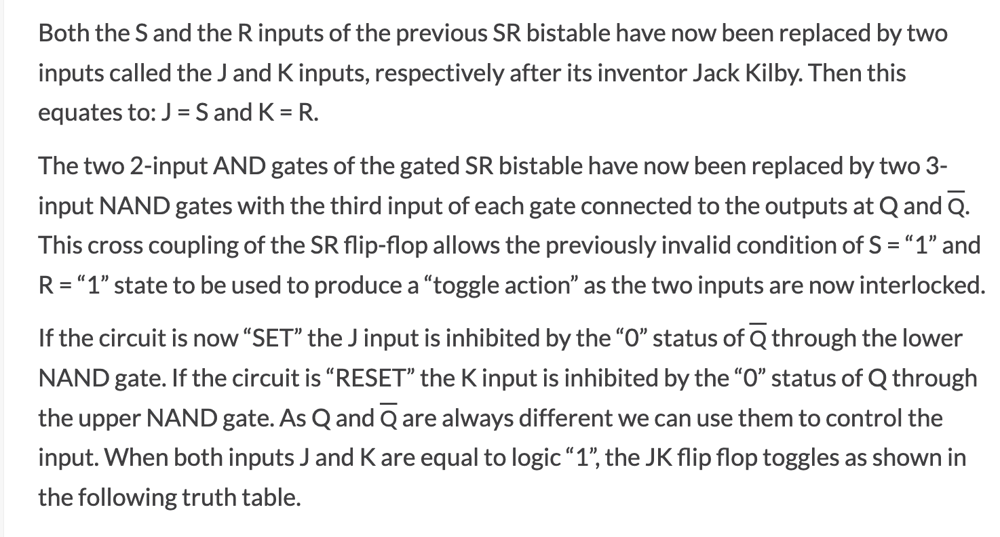 Both the S and the R inputs of the previous SR bistable have now been replaced by two
inputs called the J and K inputs, respectively after its inventor Jack Kilby. Then this
equates to: J = S and K = R.
The two 2-input AND gates of the gated SR bistable have now been replaced by two 3-
input NAND gates with the third input of each gate connected to the outputs at Q and Q̅.
This cross coupling of the SR flip-flop allows the previously invalid condition of S = “1” and
R = “1” state to be used to produce a “toggle action” as the two inputs are now interlocked.
If the circuit is now “SET” the J input is inhibited by the “0” status of Q̅ through the lower
NAND gate. If the circuit is “RESET” the K input is inhibited by the “0” status of Q through
the upper NAND gate. As Q and Q̅ are always different we can use them to control the
input. When both inputs J and K are equal to logic “1”, the JK flip flop toggles as shown in
the following truth table.